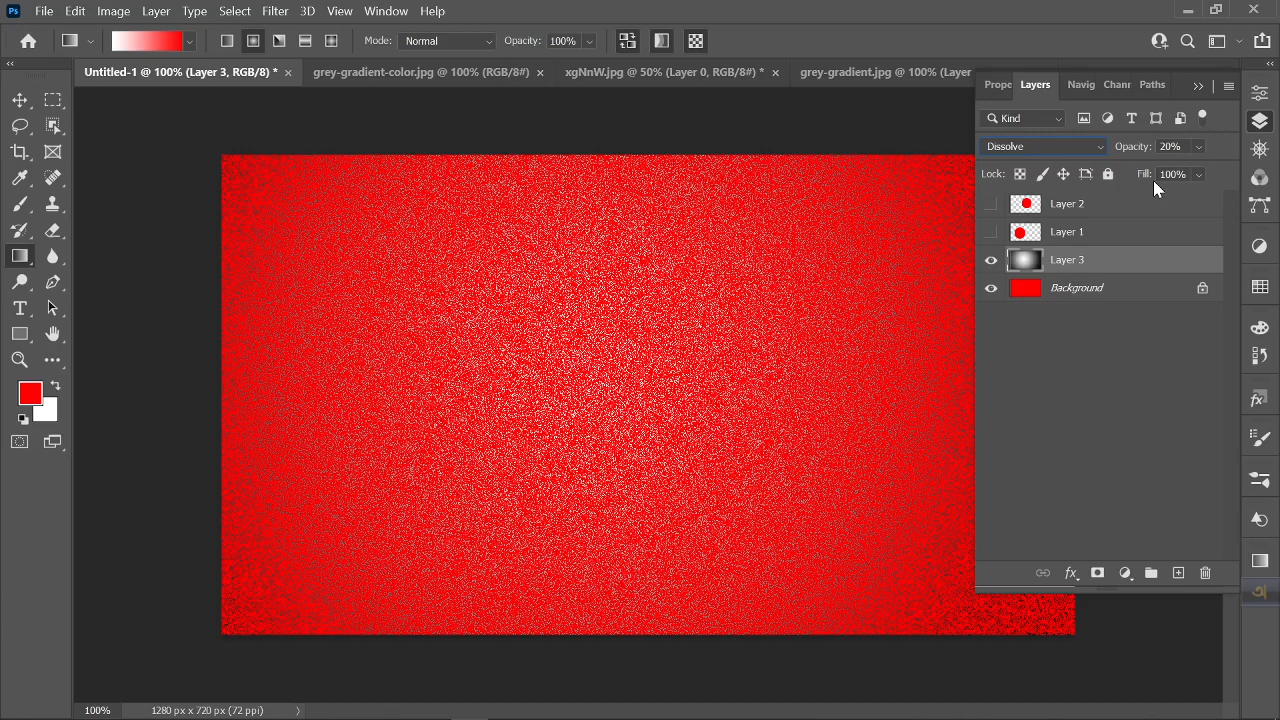 Ps File Edit Image Layer Type Select Filter 3D View Window Help
Mode: Normal Opacity: 100%
Untitled-1 @ 100% (Layer 3, RGB/8) * grey-gradient-color.jpg @ 100% (RGB/8#) xgNnW.jpg @ 50% (Layer 0, RGB/8#) * grey-gradient.jpg @ 100% (Layer
Prope Layers Navig Chann Paths
Kind
Dissolve Opacity: 20%
Lock: Fill: 100%
Layer 2
Layer 1
Layer 3
Background
fx
100% 1280 px x 720 px (72 ppi)